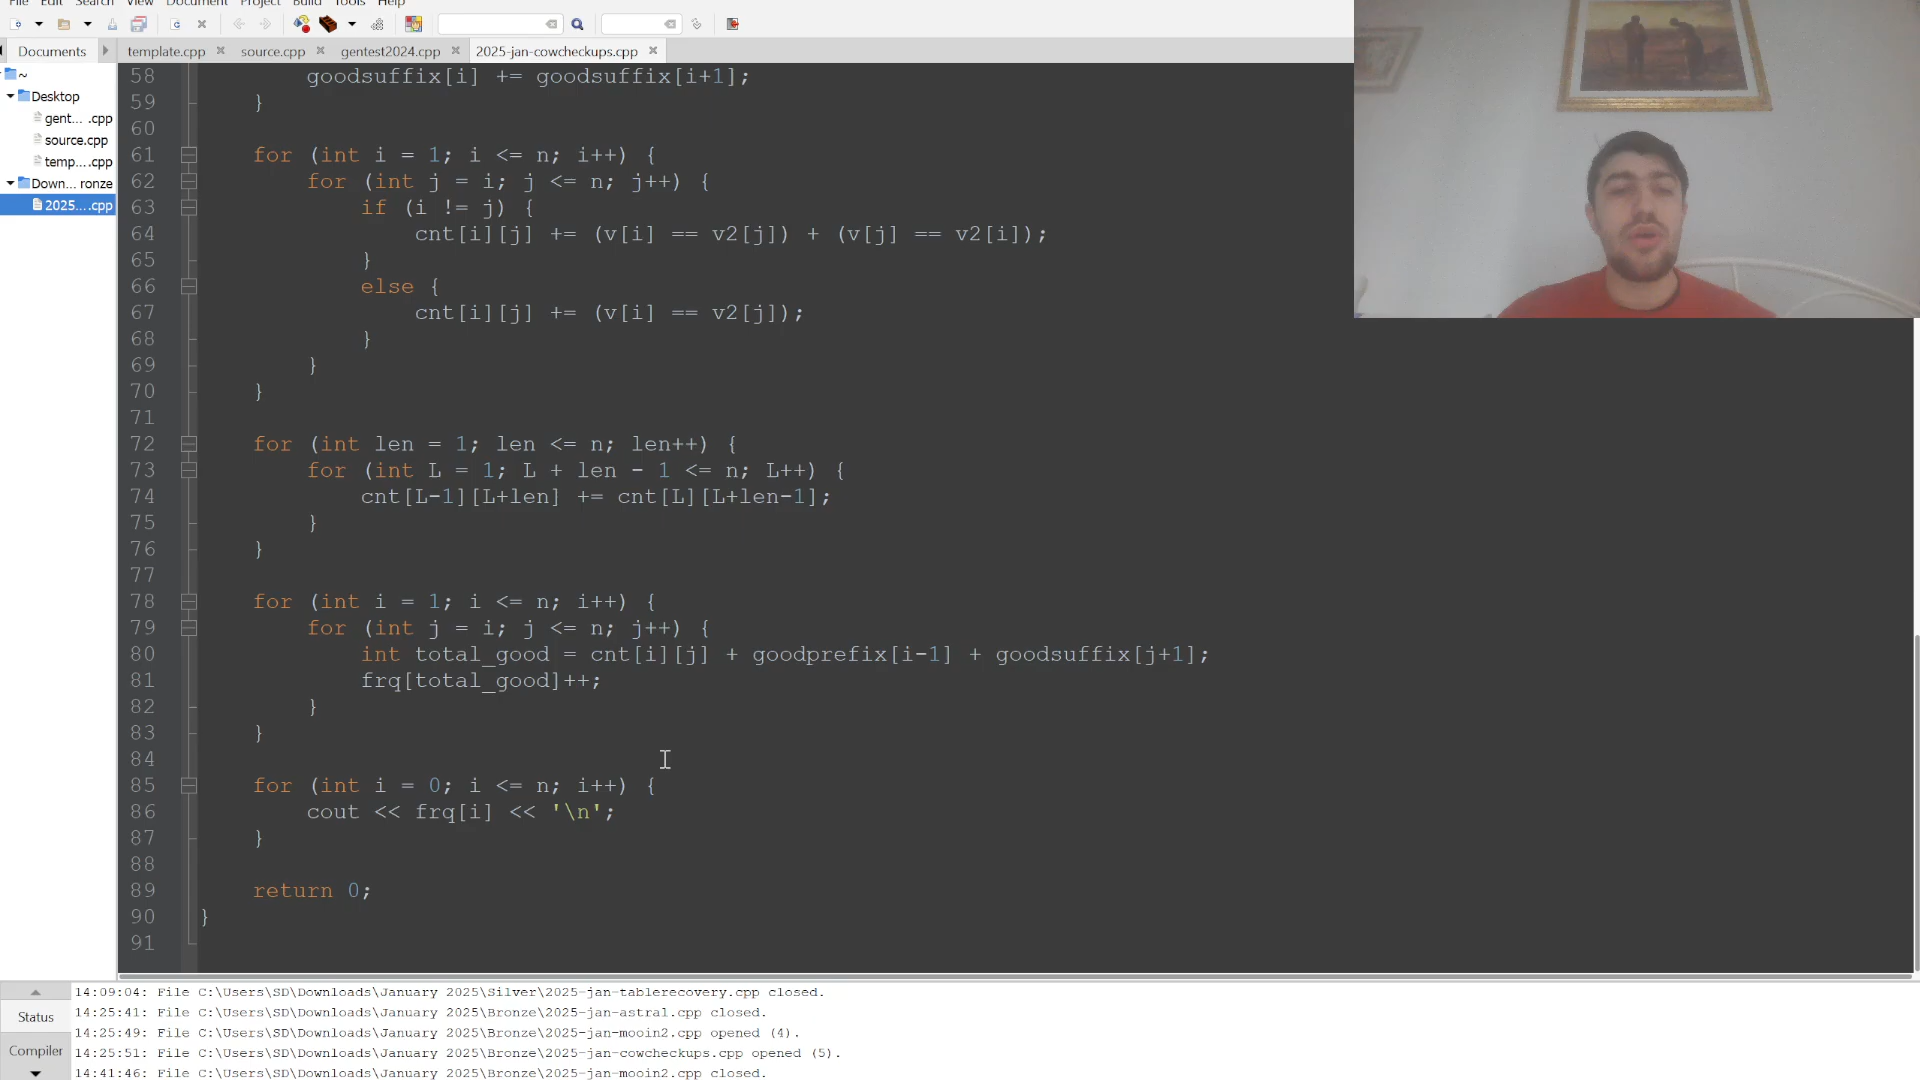 File Edit Search View Document Project Build Tools Help
Documents template.cpp source.cpp gentest2024.cpp 2025-jan-cowcheckups.cpp
~
Desktop
gent... .cpp
source.cpp
temp... .cpp
Down... ronze
2025... .cpp
58 goodsuffix[i] += goodsuffix[i+1];
59 }
60
61 for (int i = 1; i <= n; i++) {
62 for (int j = i; j <= n; j++) {
63 if (i != j) {
64 cnt[i][j] += (v[i] == v2[j]) + (v[j] == v2[i]);
65 }
66 else {
67 cnt[i][j] += (v[i] == v2[j]);
68 }
69 }
70 }
71
72 for (int len = 1; len <= n; len++) {
73 for (int L = 1; L + len - 1 <= n; L++) {
74 cnt[L-1][L+len] += cnt[L][L+len-1];
75 }
76 }
77
78 for (int i = 1; i <= n; i++) {
79 for (int j = i; j <= n; j++) {
80 int total_good = cnt[i][j] + goodprefix[i-1] + goodsuffix[j+1];
81 frq[total_good]++;
82 }
83 }
84
85 for (int i = 0; i <= n; i++) {
86 cout << frq[i] << '\n';
87 }
88
89 return 0;
90 }
91
Status
Compiler
14:09:04: File C:\Users\SD\Downloads\January 2025\Silver\2025-jan-tablerecovery.cpp closed.
14:25:41: File C:\Users\SD\Downloads\January 2025\Bronze\2025-jan-astral.cpp closed.
14:25:49: File C:\Users\SD\Downloads\January 2025\Bronze\2025-jan-mooin2.cpp opened (4).
14:25:51: File C:\Users\SD\Downloads\January 2025\Bronze\2025-jan-cowcheckups.cpp opened (5).
14:41:46: File C:\Users\SD\Downloads\January 2025\Bronze\2025-jan-mooin2.cpp closed.